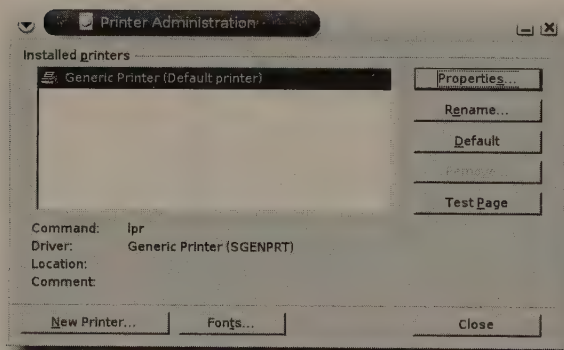 Printer Administration
Installed printers
Generic Printer (Default printer)
Properties...
Rename...
Default
Remove...
Test Page
Command: lpr
Driver: Generic Printer (SGENPRT)
Location:
Comment:
New Printer...
Fonts...
Close